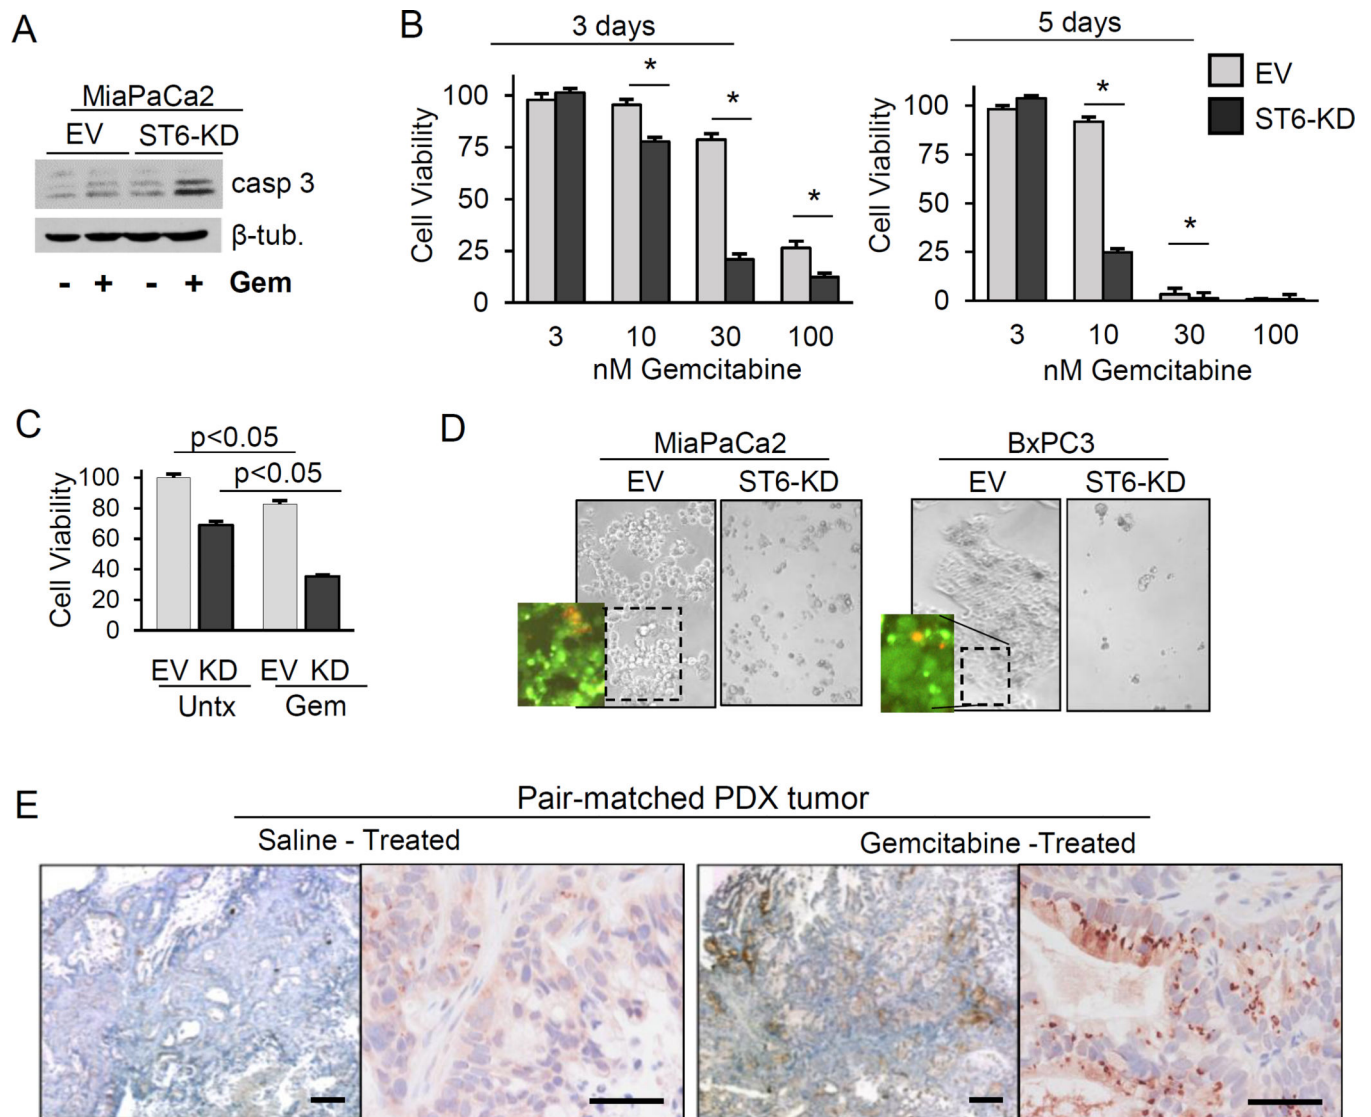 A
MiaPaCa2
EV ST6-KD
casp 3
β-tub.
- + - + Gem
B
3 days
Cell Viability
100
75
50
25
0
* * *
3 10 30 100
nM Gemcitabine
5 days
Cell Viability
100
75
50
25
0
* *
3 10 30 100
nM Gemcitabine
EV
ST6-KD
C
p<0.05
p<0.05
Cell Viability
100
80
60
40
20
0
EV KD EV KD
Untx Gem
D
MiaPaCa2
EV ST6-KD
BxPC3
EV ST6-KD
E
Pair-matched PDX tumor
Saline - Treated
Gemcitabine -Treated